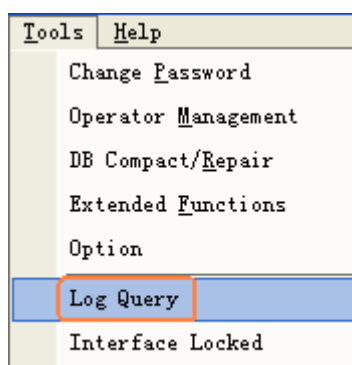 Tools Help
Change Password
Operator Management
DB Compact/Repair
Extended Functions
Option
Log Query
Interface Locked